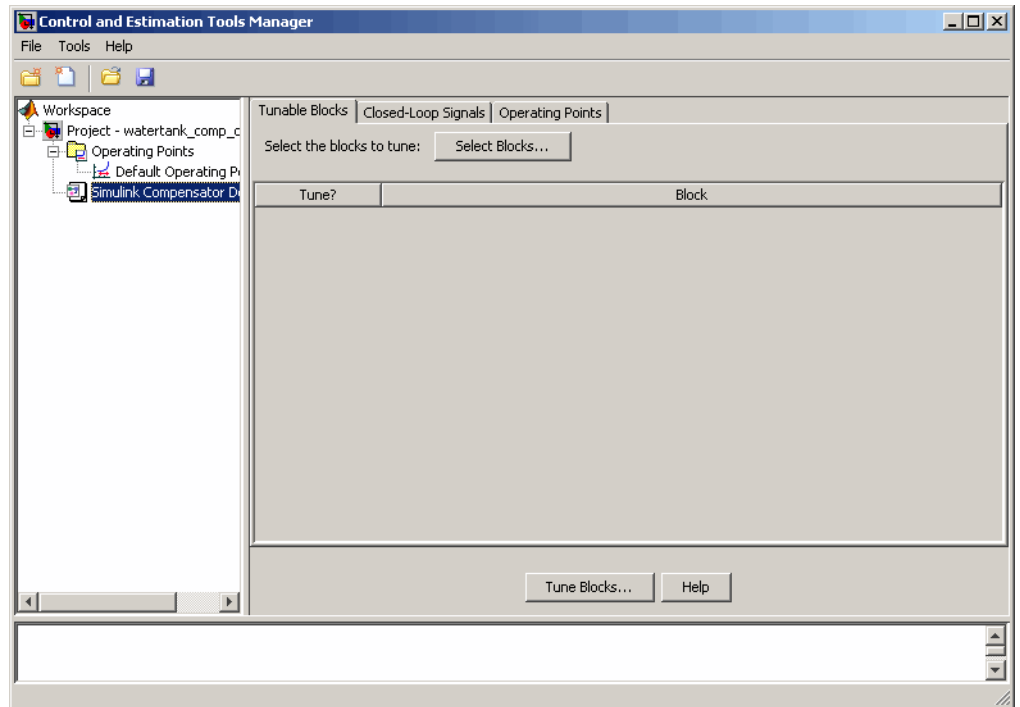 Control and Estimation Tools Manager
File Tools Help
Workspace
Project - watertank_comp_c
Operating Points
Default Operating P
Simulink Compensator D
Tunable Blocks Closed-Loop Signals Operating Points
Select the blocks to tune: Select Blocks...
Tune? Block
Tune Blocks... Help